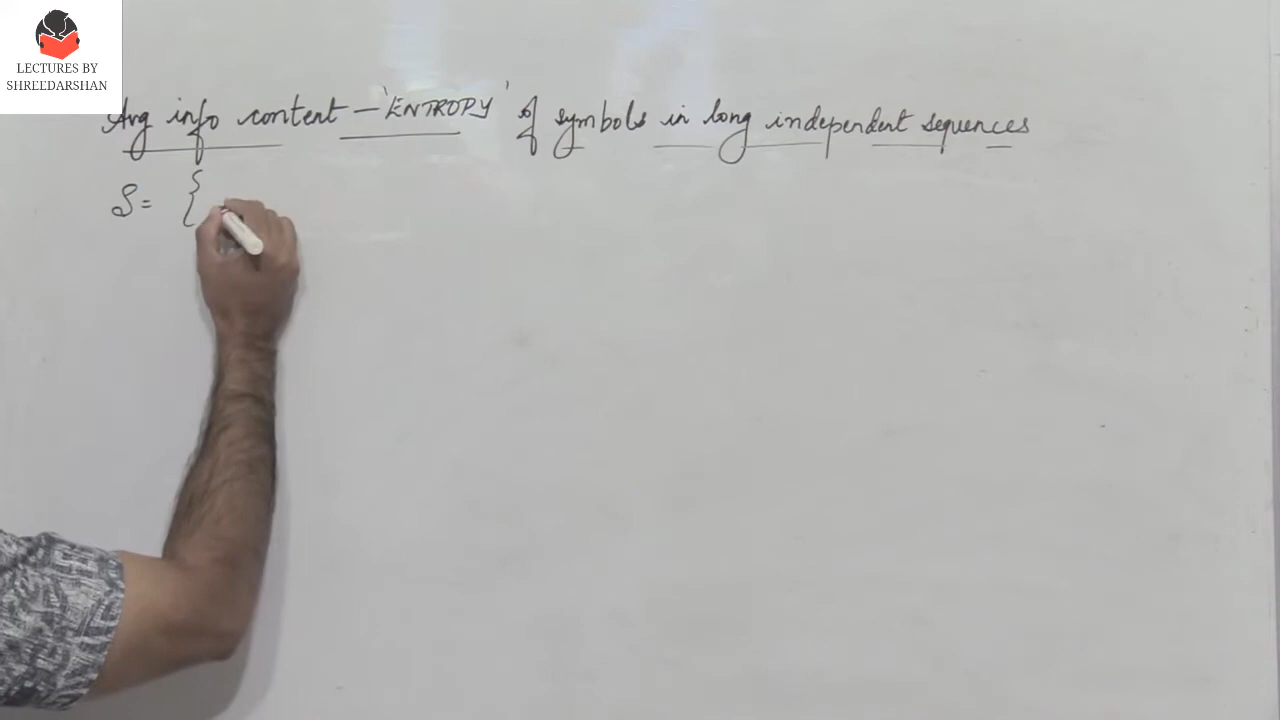 LECTURES BY
SHREEDARSHAN
Avg info content – 'ENTROPY' of symbols in long independent sequences
S = {